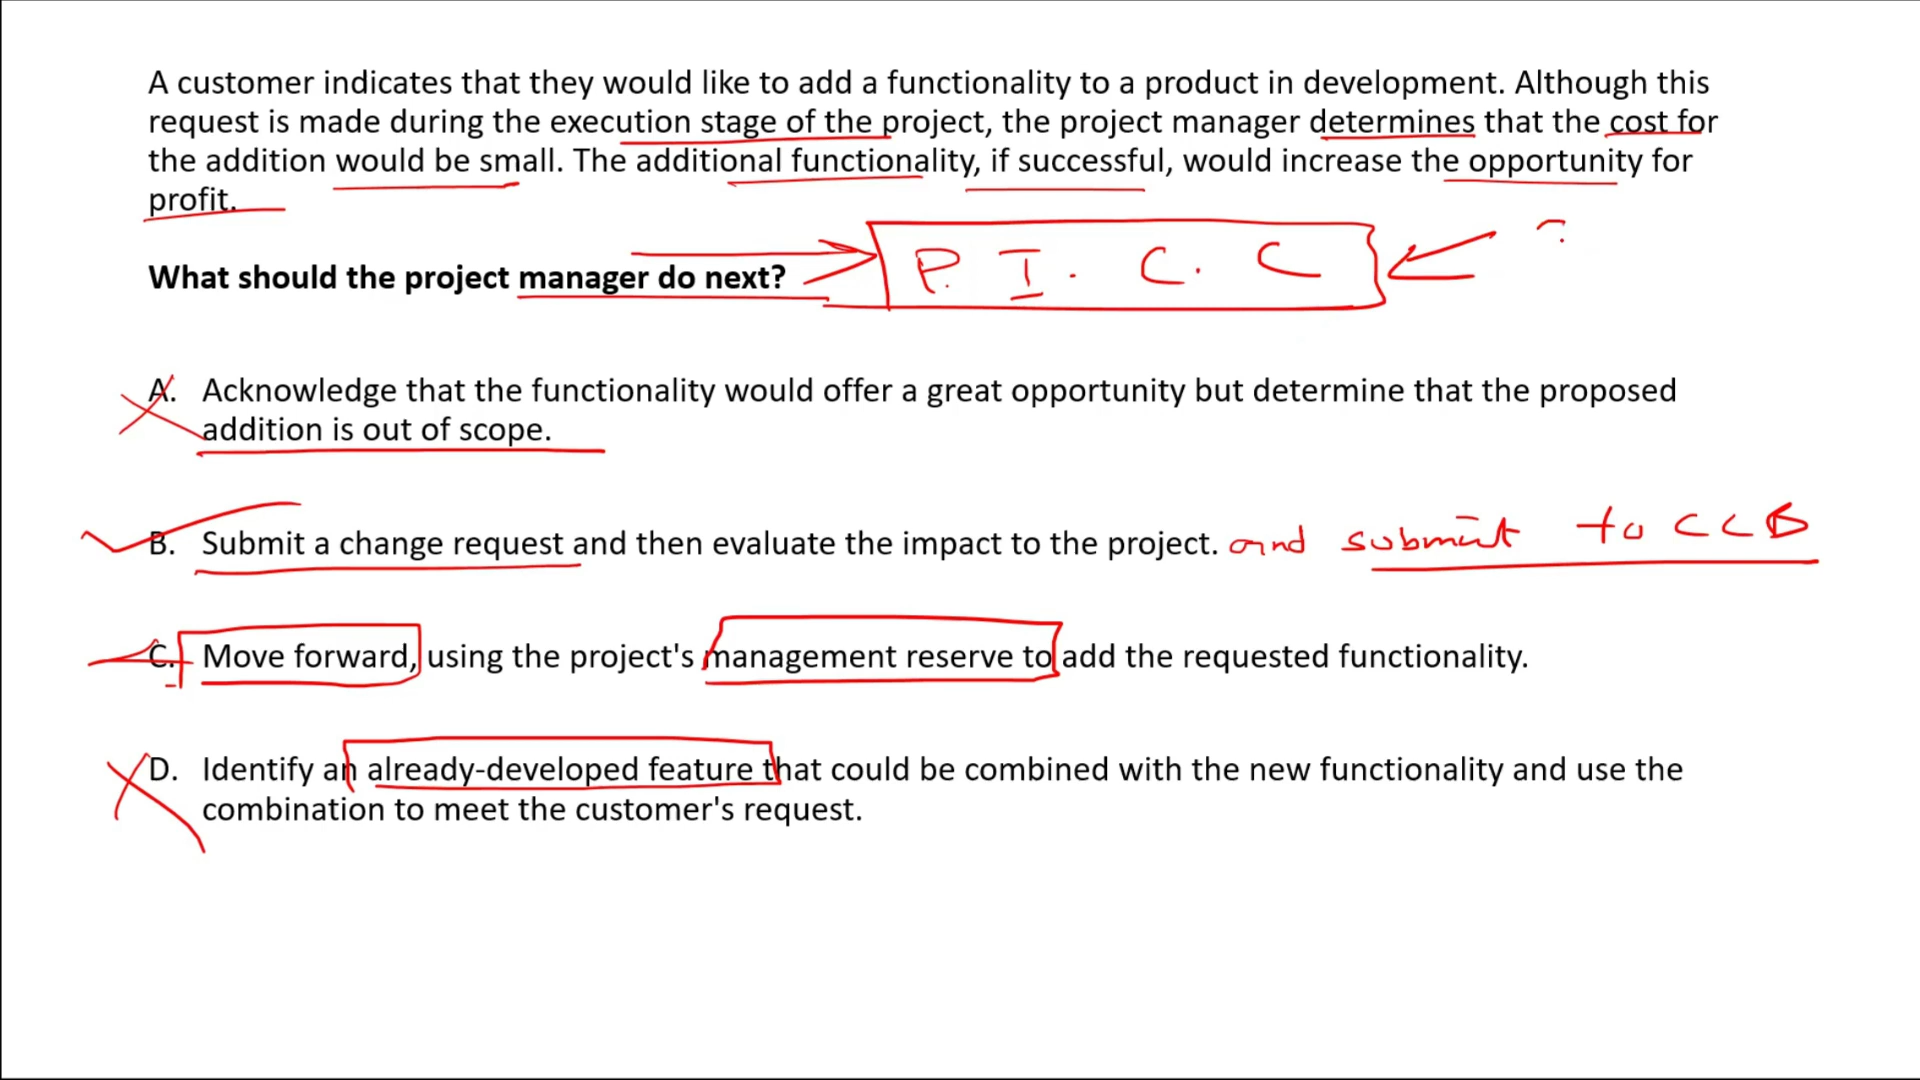 A customer indicates that they would like to add a functionality to a product in development. Although this
request is made during the execution stage of the project, the project manager determines that the cost for
the addition would be small. The additional functionality, if successful, would increase the opportunity for
profit.
P. I. C. C ?
What should the project manager do next?
A. Acknowledge that the functionality would offer a great opportunity but determine that the proposed
addition is out of scope.
B. Submit a change request and then evaluate the impact to the project. and submit to CCB
C. Move forward, using the project's management reserve to add the requested functionality.
D. Identify an already-developed feature that could be combined with the new functionality and use the
combination to meet the customer's request.